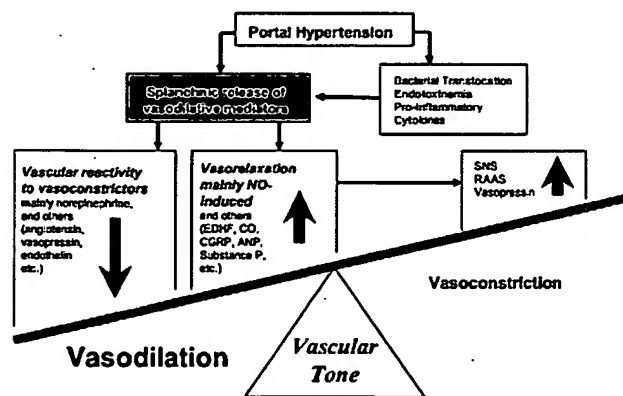 Portal Hypertension
Splanchnic release of
vasodilative mediators
Bacterial Translocation
Endotoxinemia
Pro-Inflammatory
Cytokines
Vascular reactivity
to vasoconstrictors
mainly norepinephrine,
and others
(angiotensin,
vasopressin,
endothelin
etc.)
Vasorelaxation
mainly NO-
induced
and others
(EDHF, CO,
CGRP, ANP,
Substance P,
etc.)
SNS
RAAS
Vasopressin
Vasoconstriction
Vasodilation
Vascular
Tone